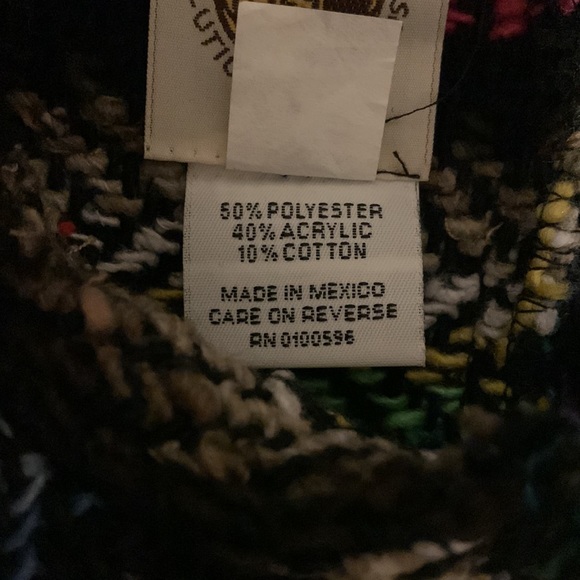 50% POLYESTER
40% ACRYLIC
10% COTTON
MADE IN MEXICO
CARE ON REVERSE
RN 0100596